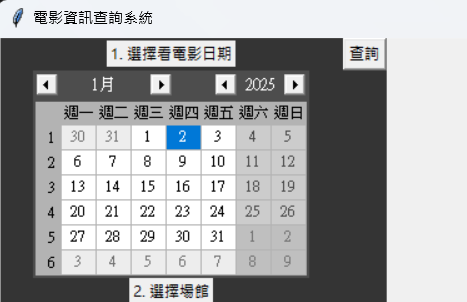 電影資訊查詢系統
1. 選擇看電影日期
查詢
1月 2025
週一 週二 週三 週四 週五 週六 週日
1 30 31 1 2 3 4 5
2 6 7 8 9 10 11 12
3 13 14 15 16 17 18 19
4 20 21 22 23 24 25 26
5 27 28 29 30 31 1 2
6 3 4 5 6 7 8 9
2. 選擇場館